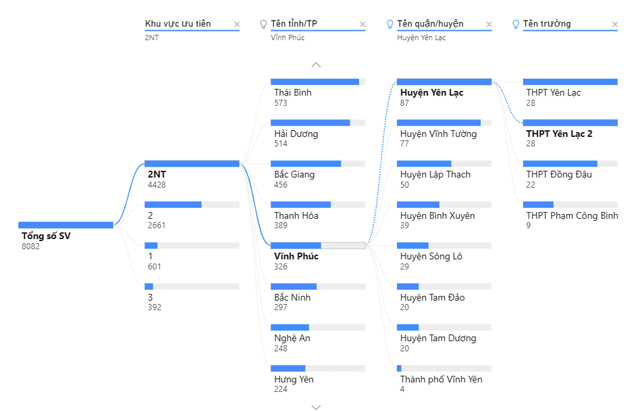 Khu vực ưu tiên
2NT
Tên tỉnh/TP
Vĩnh Phúc
Tên quận/huyện
Huyện Yên Lạc
Tên trường
Tổng số SV
8082
2NT
4428
2
2661
1
601
3
392
Thái Bình
573
Hải Dương
514
Bắc Giang
456
Thanh Hóa
389
Vĩnh Phúc
326
Bắc Ninh
297
Nghệ An
248
Hưng Yên
224
Huyện Yên Lạc
87
Huyện Vĩnh Tường
77
Huyện Lập Thạch
50
Huyện Bình Xuyên
39
Huyện Sông Lô
29
Huyện Tam Đảo
20
Huyện Tam Dương
20
Thành phố Vĩnh Yên
4
THPT Yên Lạc
28
THPT Yên Lạc 2
28
THPT Đồng Đậu
22
THPT Phạm Công Bình
9